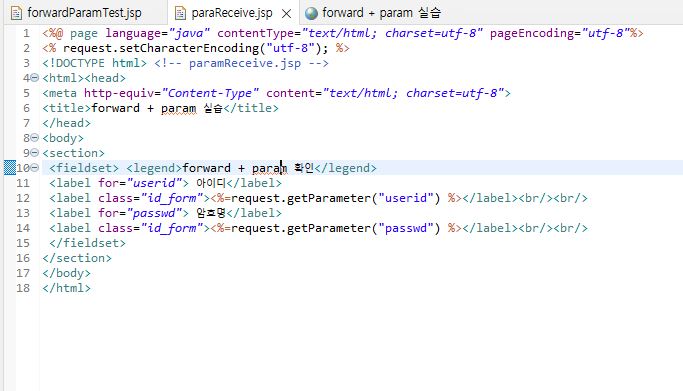 forwardParamTest.jsp paraReceive.jsp forward + param 실습
1 <%@ page language="java" contentType="text/html; charset=utf-8" pageEncoding="utf-8"%>
2 <% request.setCharacterEncoding("utf-8"); %>
3 <!DOCTYPE html> <!-- paramReceive.jsp -->
4 <html><head>
5 <meta http-equiv="Content-Type" content="text/html; charset=utf-8">
6 <title>forward + param 실습</title>
7 </head>
8 <body>
9 <section>
10 <fieldset> <legend>forward + param 확인</legend>
11 <label for="userid"> 아이디</label>
12 <label class="id_form"><%=request.getParameter("userid") %></label><br/><br/>
13 <label for="passwd"> 암호명</label>
14 <label class="id_form"><%=request.getParameter("passwd") %></label><br/><br/>
15 </fieldset>
16 </section>
17 </body>
18 </html>